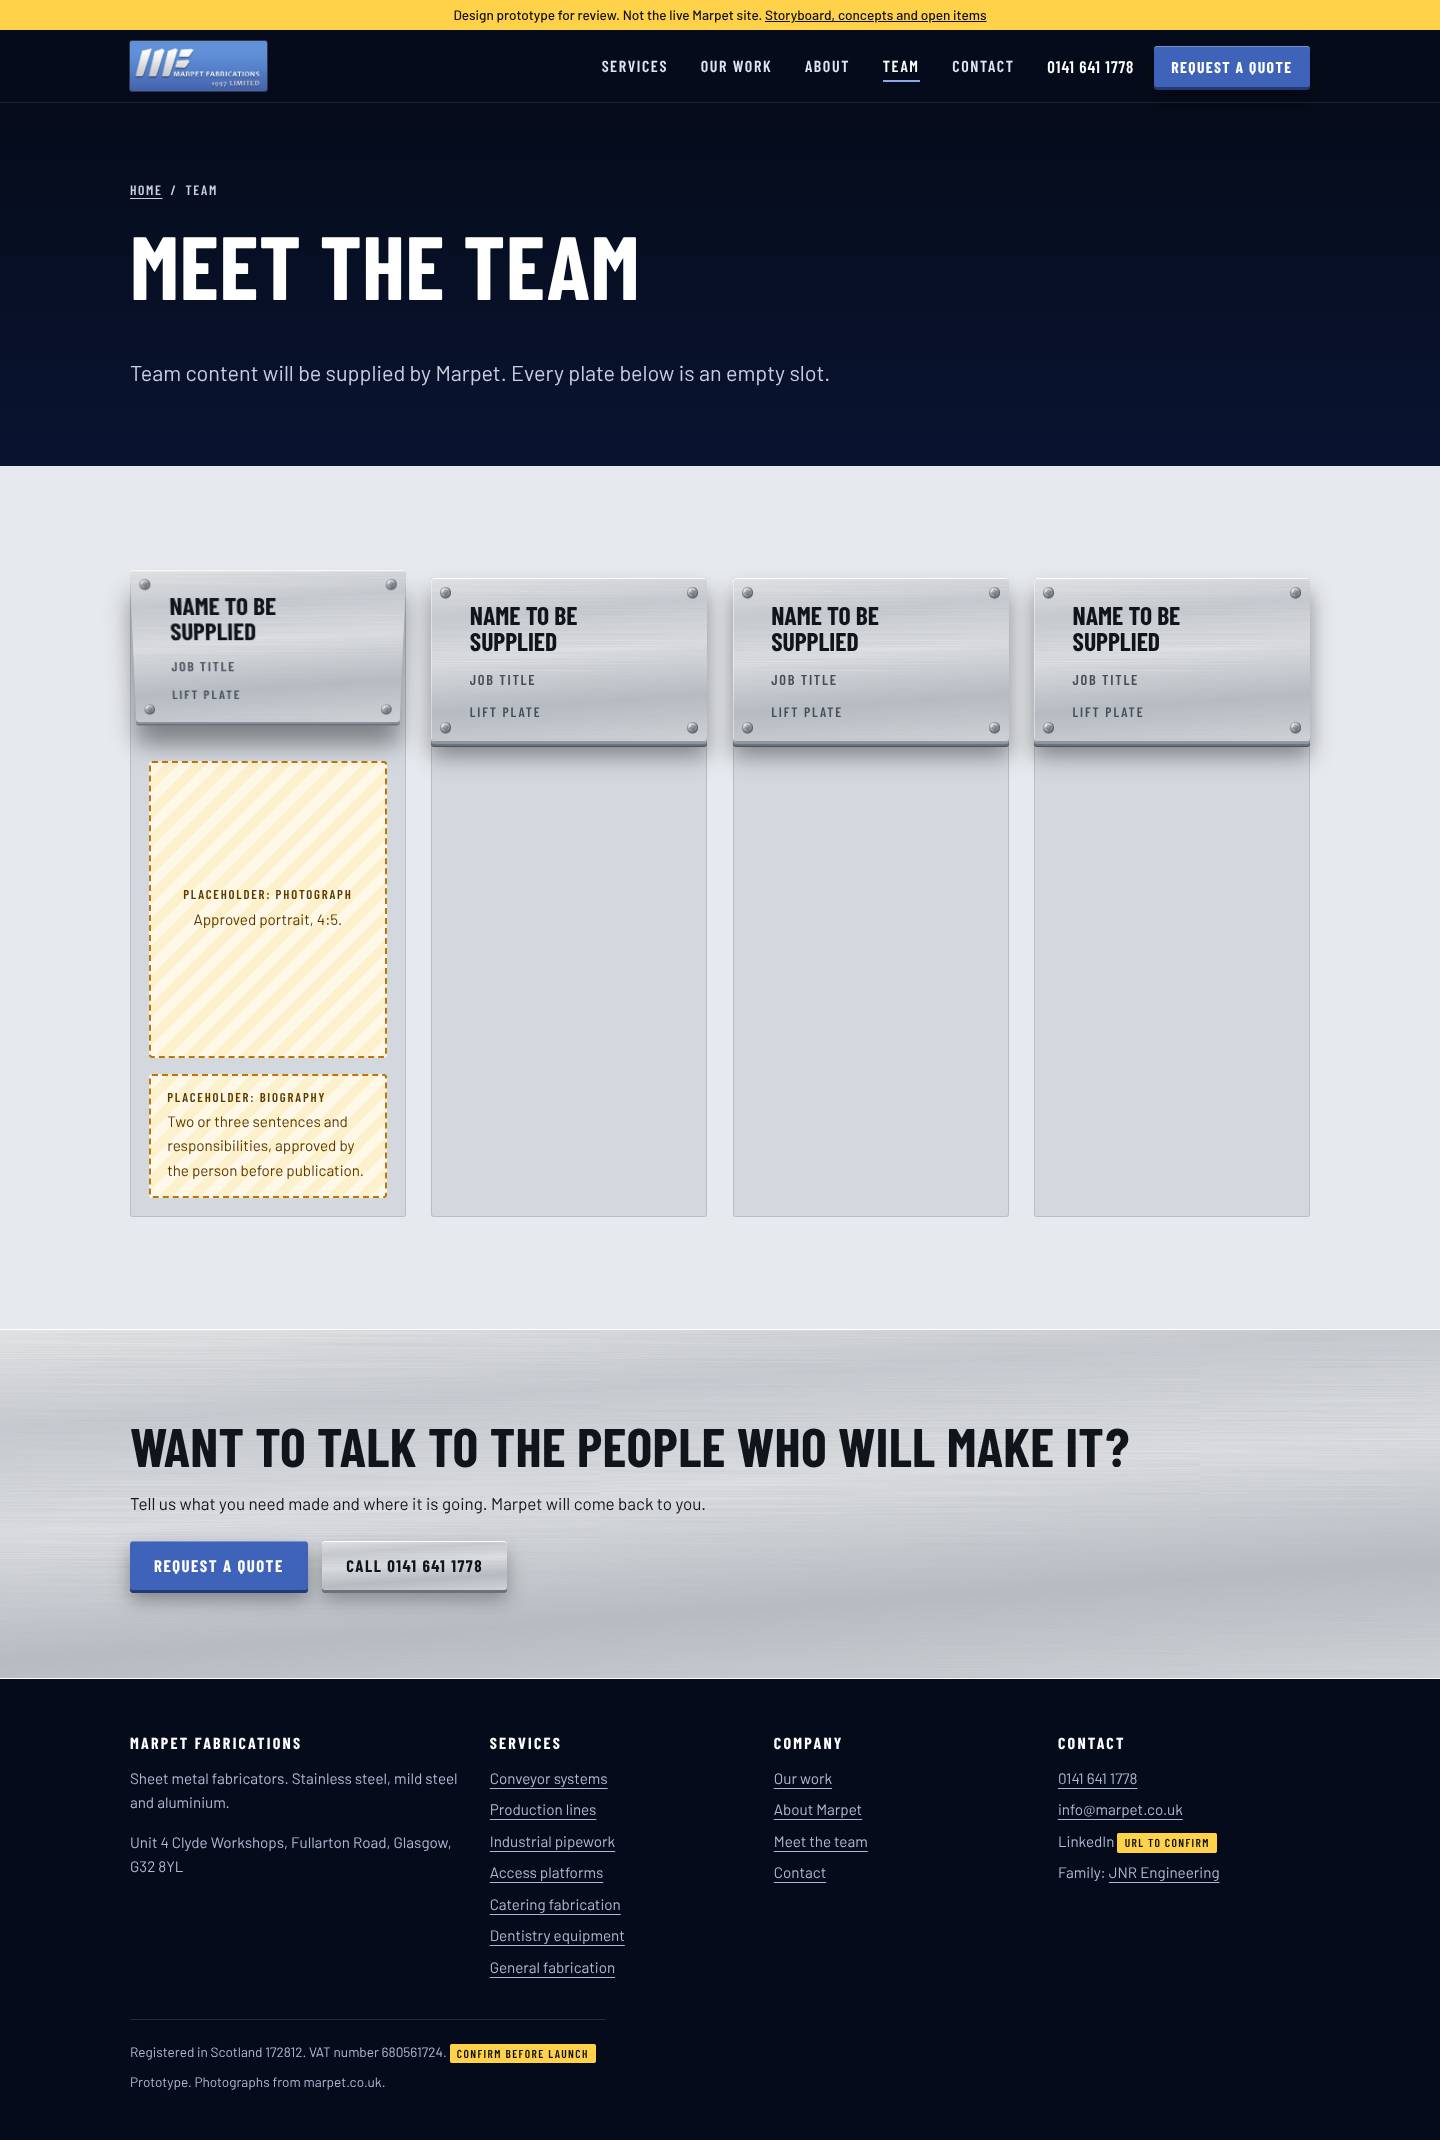 Design prototype for review. Not the live Marpet site. Storyboard, concepts and open items
MF MARPET FABRICATIONS
1997 LIMITED
SERVICES OUR WORK ABOUT TEAM CONTACT 0141 641 1778 REQUEST A QUOTE
HOME / TEAM
MEET THE TEAM
Team content will be supplied by Marpet. Every plate below is an empty slot.
NAME TO BE
SUPPLIED
JOB TITLE
LIFT PLATE
PLACEHOLDER: PHOTOGRAPH
Approved portrait, 4:5.
PLACEHOLDER: BIOGRAPHY
Two or three sentences and
responsibilities, approved by
the person before publication.
NAME TO BE
SUPPLIED
JOB TITLE
LIFT PLATE
NAME TO BE
SUPPLIED
JOB TITLE
LIFT PLATE
NAME TO BE
SUPPLIED
JOB TITLE
LIFT PLATE
WANT TO TALK TO THE PEOPLE WHO WILL MAKE IT?
Tell us what you need made and where it is going. Marpet will come back to you.
REQUEST A QUOTE CALL 0141 641 1778
MARPET FABRICATIONS
Sheet metal fabricators. Stainless steel, mild steel
and aluminium.
Unit 4 Clyde Workshops, Fullarton Road, Glasgow,
G32 8YL
SERVICES
Conveyor systems
Production lines
Industrial pipework
Access platforms
Catering fabrication
Dentistry equipment
General fabrication
COMPANY
Our work
About Marpet
Meet the team
Contact
CONTACT
0141 641 1778
info@marpet.co.uk
LinkedIn URL TO CONFIRM
Family: JNR Engineering
Registered in Scotland 172812. VAT number 680561724. CONFIRM BEFORE LAUNCH
Prototype. Photographs from marpet.co.uk.